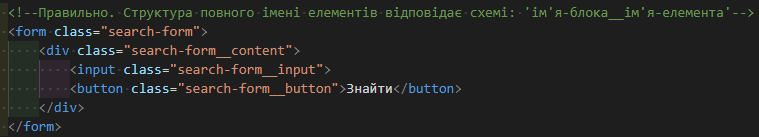 <!--Правильно. Структура повного імені елементів відповідає схемі: 'ім'я-блока__ім'я-елемента'-->
<form class="search-form">
    <div class="search-form__content">
        <input class="search-form__input">
        <button class="search-form__button">Знайти</button>
    </div>
</form>